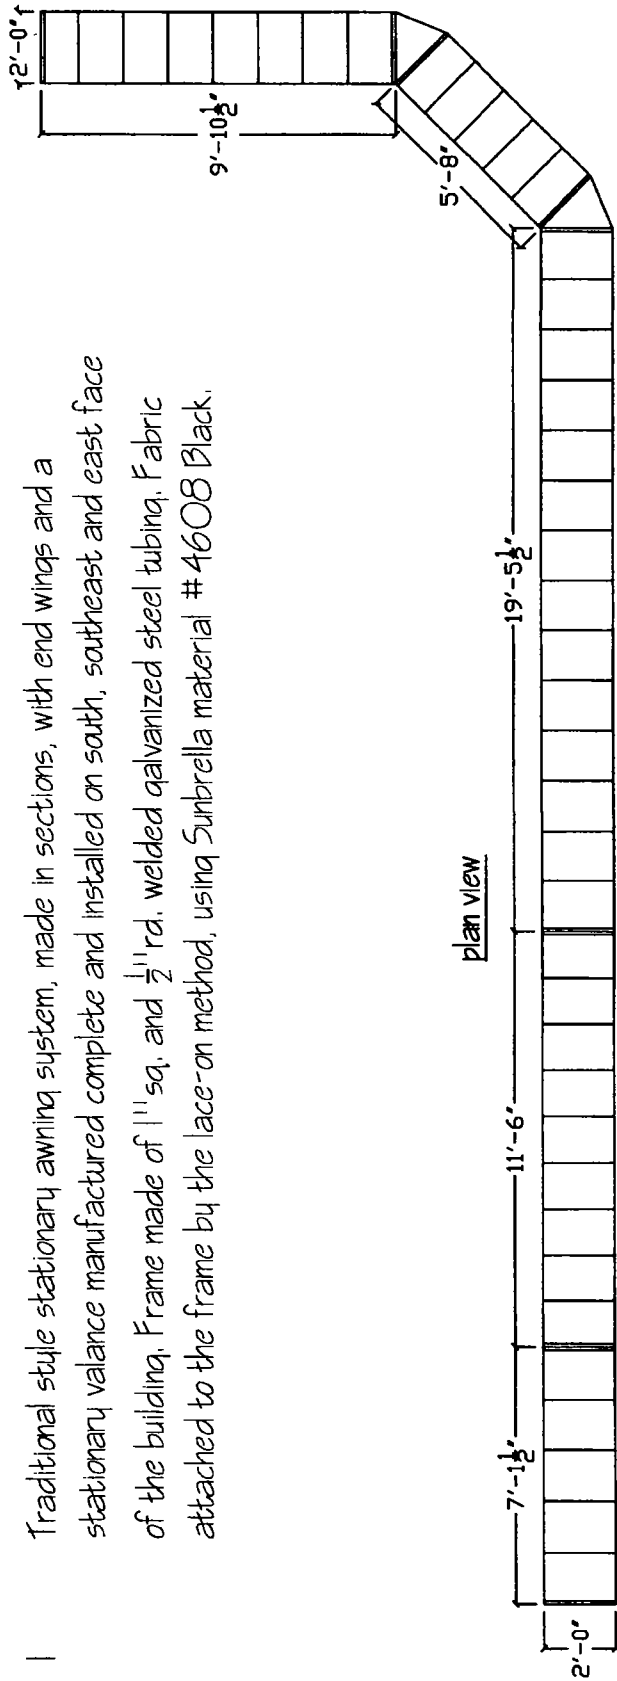 Traditional style stationary awning system, made in sections, with end wings and a
stationary valance manufactured complete and installed on south, southeast and east face
of the building. Frame made of 1" sq. and 1/2" rd. welded galvanized steel tubing. Fabric
attached to the frame by the lace-on method, using Sunbrella material #4608 Black.
plan view
2'-0"
7'-1 1/2"
11'-6"
19'-5 1/2"
5'-8"
9'-10 1/2"
2'-0"